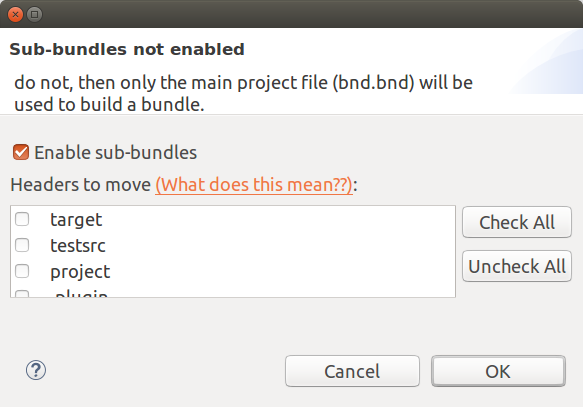 Sub-bundles not enabled
do not, then only the main project file (bnd.bnd) will be
used to build a bundle.
Enable sub-bundles
Headers to move (What does this mean??):
target
testsrc
project
-plugin
Check All
Uncheck All
?
Cancel
OK